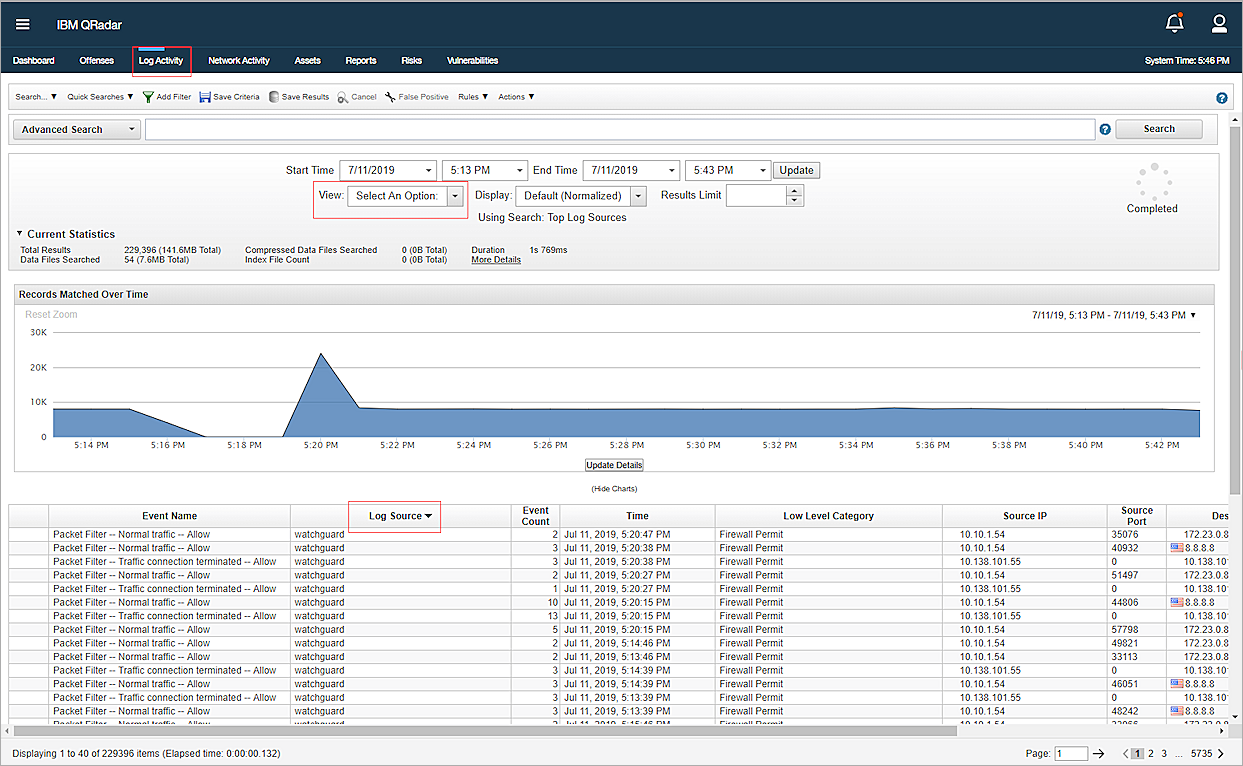 IBM QRadar
Dashboard Offenses Log Activity Network Activity Assets Reports Risks Vulnerabilities System Time: 5:46 PM
Search... Quick Searches Add Filter Save Criteria Save Results Cancel False Positive Rules Actions ?
Advanced Search ? Search
Start Time 7/11/2019 5:13 PM End Time 7/11/2019 5:43 PM Update
View: Select An Option: Display: Default (Normalized) Results Limit
Completed
Using Search: Top Log Sources
Current Statistics
Total Results 229,396 (141.6MB Total) Compressed Data Files Searched 0 (0B Total) Duration 1s 769ms
Data Files Searched 54 (7.6MB Total) Index File Count 0 (0B Total) More Details
Records Matched Over Time
Reset Zoom 7/11/19, 5:13 PM - 7/11/19, 5:43 PM
30K
20K
10K
0
5:14 PM 5:16 PM 5:18 PM 5:20 PM 5:22 PM 5:24 PM 5:26 PM 5:28 PM 5:30 PM 5:32 PM 5:34 PM 5:36 PM 5:38 PM 5:40 PM 5:42 PM
Update Details
(Hide Charts)
Event Name Log Source Event Count Time Low Level Category Source IP Source Port Des
Packet Filter -- Normal traffic -- Allow watchguard 2 Jul 11, 2019, 5:20:47 PM Firewall Permit 10.10.1.54 35076 172.23.0.8
Packet Filter -- Normal traffic -- Allow watchguard 3 Jul 11, 2019, 5:20:38 PM Firewall Permit 10.10.1.54 40932 8.8.8.8
Packet Filter -- Traffic connection terminated -- Allow watchguard 3 Jul 11, 2019, 5:20:38 PM Firewall Permit 10.138.101.55 0 10.138.101
Packet Filter -- Normal traffic -- Allow watchguard 2 Jul 11, 2019, 5:20:27 PM Firewall Permit 10.10.1.54 51497 172.23.0.8
Packet Filter -- Traffic connection terminated -- Allow watchguard 1 Jul 11, 2019, 5:20:27 PM Firewall Permit 10.138.101.55 0 10.138.101
Packet Filter -- Normal traffic -- Allow watchguard 10 Jul 11, 2019, 5:20:15 PM Firewall Permit 10.10.1.54 44806 8.8.8.8
Packet Filter -- Traffic connection terminated -- Allow watchguard 13 Jul 11, 2019, 5:20:15 PM Firewall Permit 10.138.101.55 0 10.138.101
Packet Filter -- Normal traffic -- Allow watchguard 5 Jul 11, 2019, 5:20:15 PM Firewall Permit 10.10.1.54 57798 172.23.0.8
Packet Filter -- Normal traffic -- Allow watchguard 2 Jul 11, 2019, 5:14:46 PM Firewall Permit 10.10.1.54 49821 172.23.0.8
Packet Filter -- Normal traffic -- Allow watchguard 2 Jul 11, 2019, 5:13:46 PM Firewall Permit 10.10.1.54 33113 172.23.0.8
Packet Filter -- Traffic connection terminated -- Allow watchguard 3 Jul 11, 2019, 5:14:39 PM Firewall Permit 10.138.101.55 0 10.138.101
Packet Filter -- Normal traffic -- Allow watchguard 3 Jul 11, 2019, 5:14:39 PM Firewall Permit 10.10.1.54 46051 8.8.8.8
Packet Filter -- Traffic connection terminated -- Allow watchguard 3 Jul 11, 2019, 5:13:39 PM Firewall Permit 10.138.101.55 0 10.138.101
Packet Filter -- Normal traffic -- Allow watchguard 3 Jul 11, 2019, 5:13:39 PM Firewall Permit 10.10.1.54 48242 8.8.8.8
Packet Filter -- Normal traffic -- Allow watchguard Firewall Permit 10.10.1.54
Displaying 1 to 40 of 229396 items (Elapsed time: 0:00:00.132) Page: 1 1 2 3 ... 5735